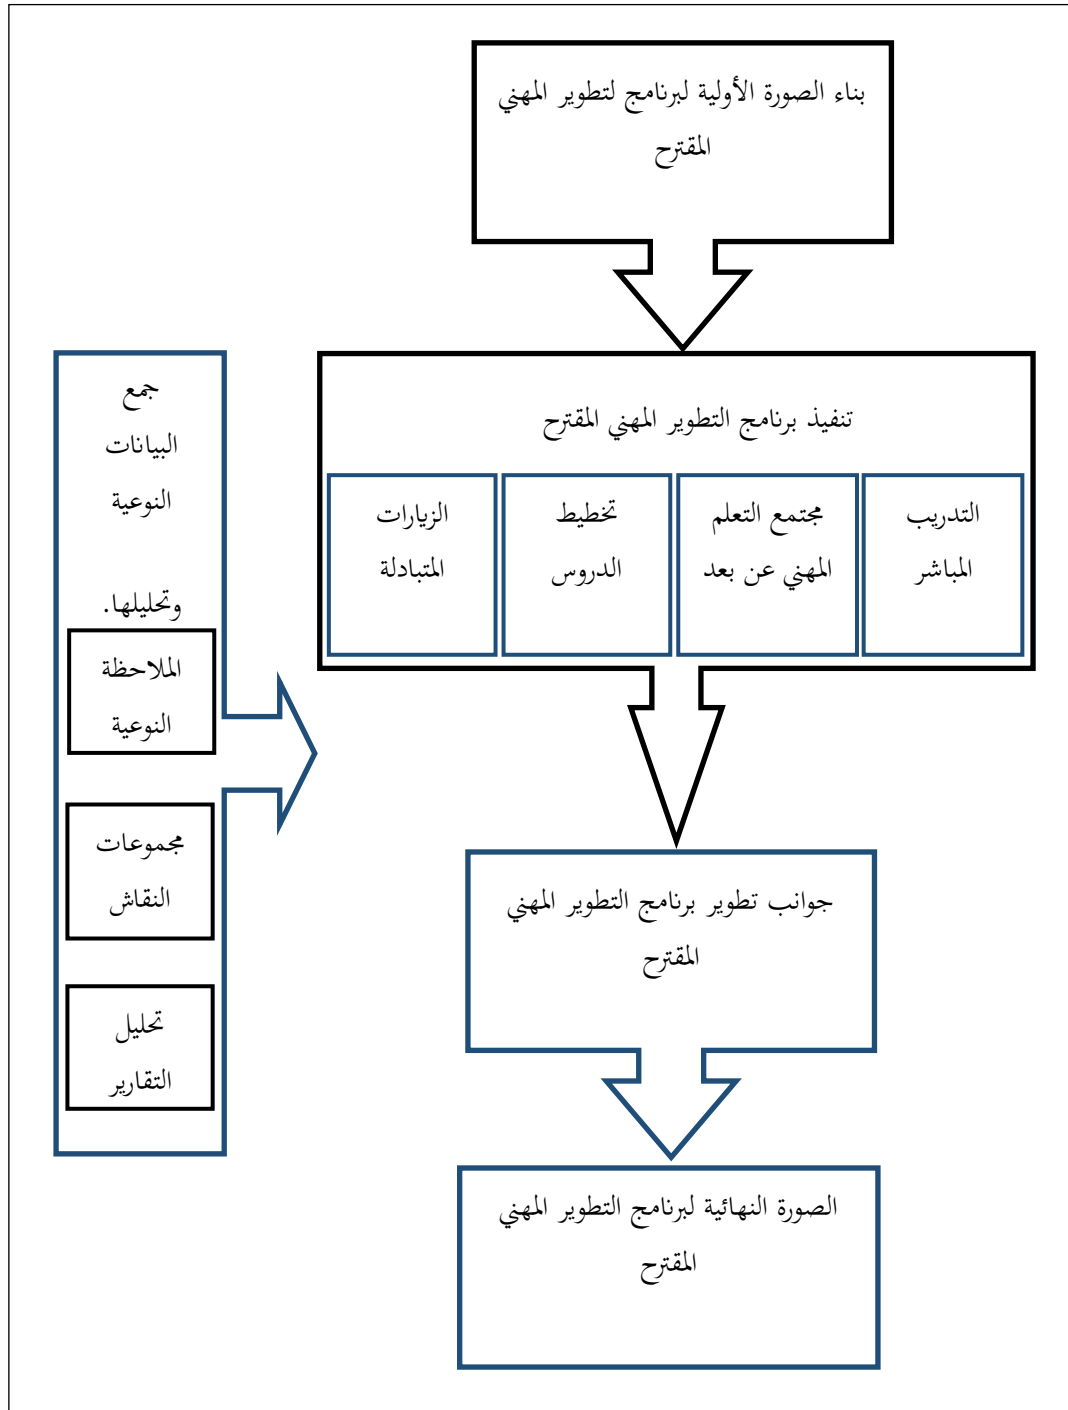 بناء الصورة الأولية لبرنامج لتطوير المهني
المقترح
تنفيذ برنامج التطوير المهني المقترح
التدريب
المباشر
مجتمع التعلم
المهني عن بعد
تخطيط
الدروس
الزيارات
المتبادلة
جمع
البيانات
النوعية
وتحليلها.
الملاحظة
النوعية
مجموعات
النقاش
تحليل
التقارير
جوانب تطوير برنامج التطوير المهني
المقترح
الصورة النهائية لبرنامج التطوير المهني
المقترح